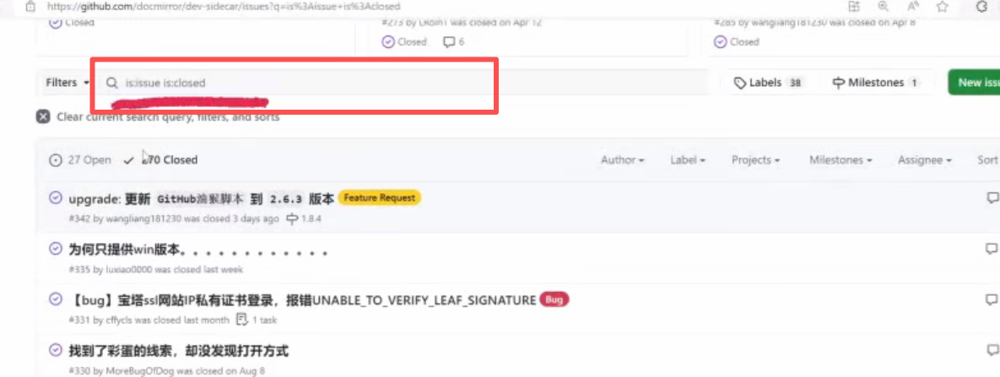 https://github.com/docmirror/dev-sidecar/issues?q=is%3Aissue+is%3Aclosed
Closed
#273 by was closed on Apr 12
#285 by wangliang181230 was closed on Apr 8
Closed 6
Closed
Filters is:issue is:closed Labels 38 Milestones 1 New issu
Clear current search query, filters, and sorts
27 Open 70 Closed Author Label Projects Milestones Assignee Sort
upgrade: 更新 GitHub油猴脚本 到 2.6.3 版本 Feature Request
#342 by wangliang181230 was closed 3 days ago 1.8.4
为何只提供win版本。。。。。。。。。。。。
#335 by luxiao0000 was closed last week
【bug】宝塔ssl网站IP私有证书登录，报错UNABLE_TO_VERIFY_LEAF_SIGNATURE Bug
#331 by cffycls was closed last month 1 task
找到了彩蛋的线索，却没发现打开方式
#330 by MoreBugOfDog was closed on Aug 8